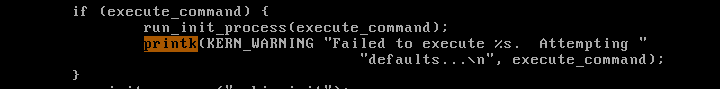 if (execute_command) {
run_init_process(execute_command);
printk(KERN_WARNING "Failed to execute %s.  Attempting "
"defaults...\n", execute_command);
}